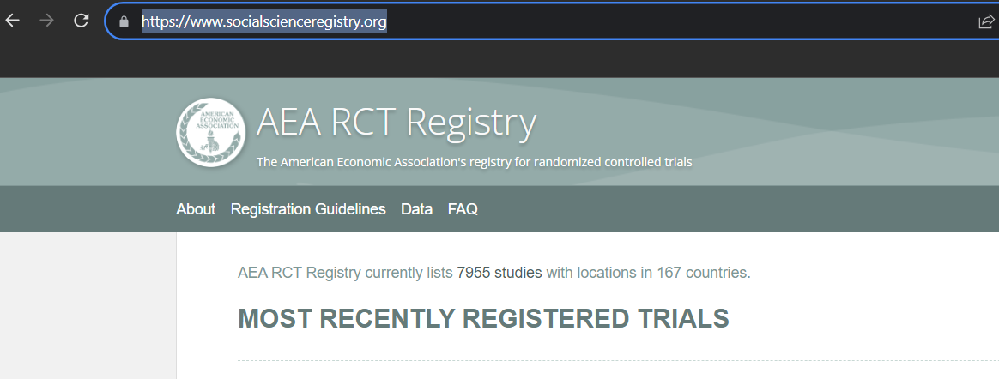 https://www.socialscienceregistry.org
AMERICAN
ECONOMIC
ASSOCIATION
AEA RCT Registry
The American Economic Association's registry for randomized controlled trials
About Registration Guidelines Data FAQ
AEA RCT Registry currently lists 7955 studies with locations in 167 countries.
MOST RECENTLY REGISTERED TRIALS